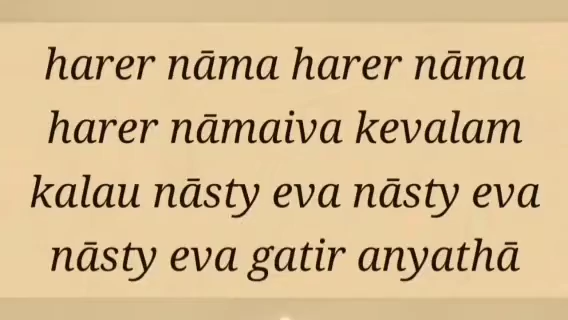 harer nāma harer nāma
harer nāmaiva kevalam
kalau nāsty eva nāsty eva
nāsty eva gatir anyathā